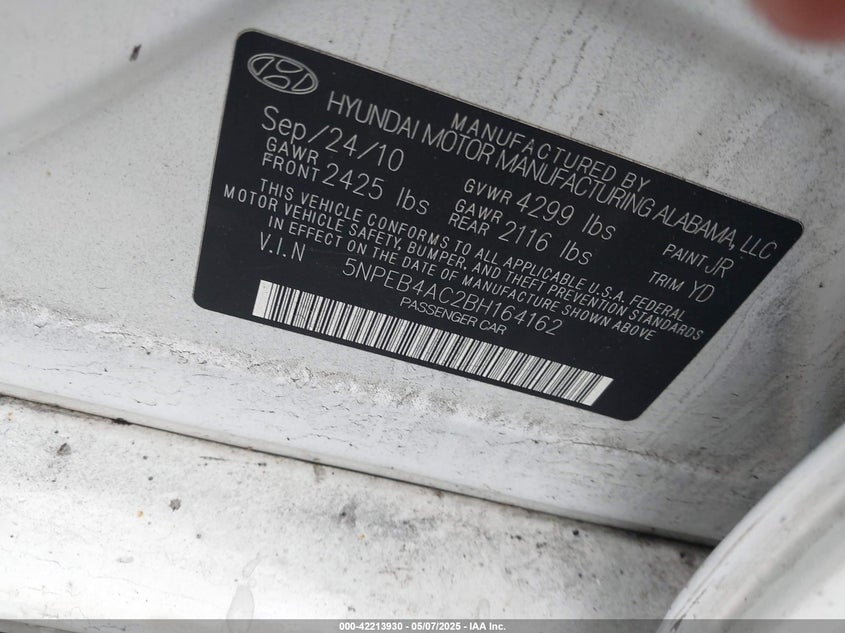 MANUFACTURED BY
HYUNDAI MOTOR MANUFACTURING ALABAMA, LLC
Sep/24/10 GVWR 4299 lbs PAINT JR
GAWR FRONT 2425 lbs GAWR REAR 2116 lbs TRIM YD
THIS VEHICLE CONFORMS TO ALL APPLICABLE U.S.A. FEDERAL
MOTOR VEHICLE SAFETY, BUMPER, AND THEFT PREVENTION STANDARDS
IN EFFECT ON THE DATE OF MANUFACTURE SHOWN ABOVE
V.I.N 5NPEB4AC2BH164162
PASSENGER CAR
000-42213930 - 05/07/2025 - IAA Inc.